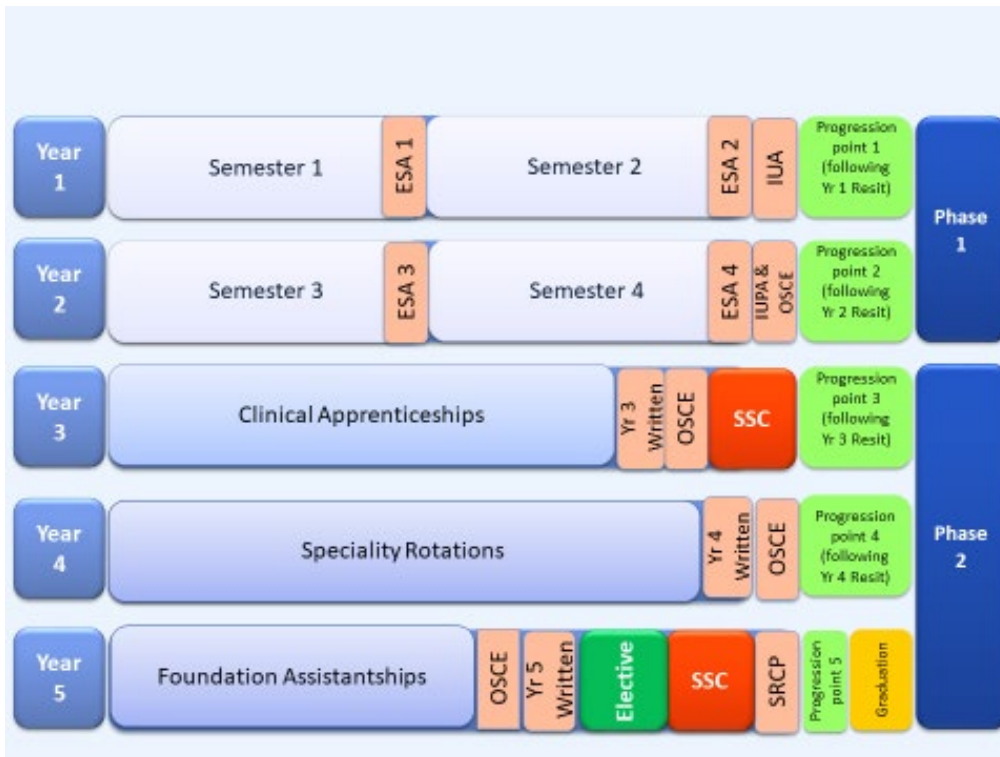 Year
1
Semester 1
ESA 1
Semester 2
ESA 2
IUA
Progression
point 1
(following
Yr 1 Resit)
Phase
1
Year
2
Semester 3
ESA 3
Semester 4
ESA 4
IUPA &
OSCE
Progression
point 2
(following
Yr 2 Resit)
Year
3
Clinical Apprenticeships
Yr 3
Written
OSCE
SSC
Progression
point 3
(following
Yr 3 Resit)
Phase
2
Year
4
Speciality Rotations
Yr 4
Written
OSCE
Progression
point 4
(following
Yr 4 Resit)
Year
5
Foundation Assistantships
OSCE
Yr 5
Written
Elective
SSC
SRCP
Progression
point 5
Graduation